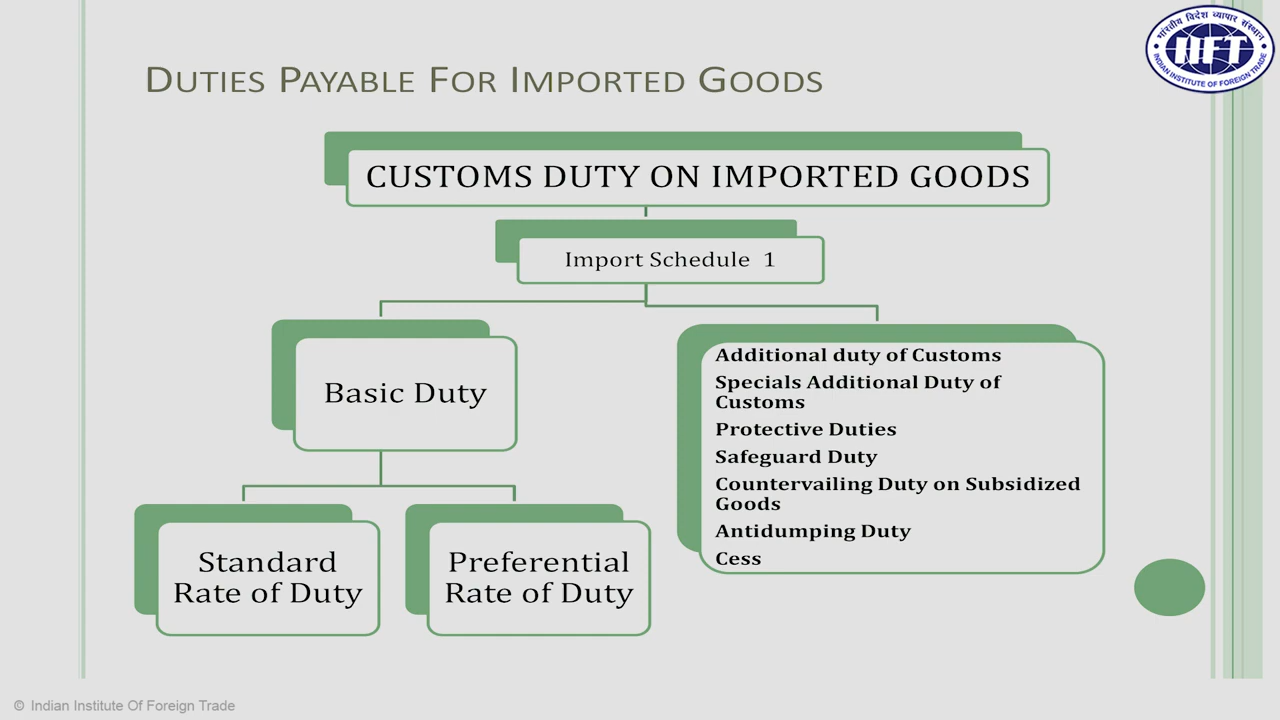 भारतीय विदेश व्यापार संस्थान
IIFT
INDIAN INSTITUTE OF FOREIGN TRADE
DUTIES PAYABLE FOR IMPORTED GOODS
CUSTOMS DUTY ON IMPORTED GOODS
Import Schedule 1
Basic Duty
Additional duty of Customs
Specials Additional Duty of
Customs
Protective Duties
Safeguard Duty
Countervailing Duty on Subsidized
Goods
Antidumping Duty
Cess
Standard
Rate of Duty
Preferential
Rate of Duty
© Indian Institute Of Foreign Trade